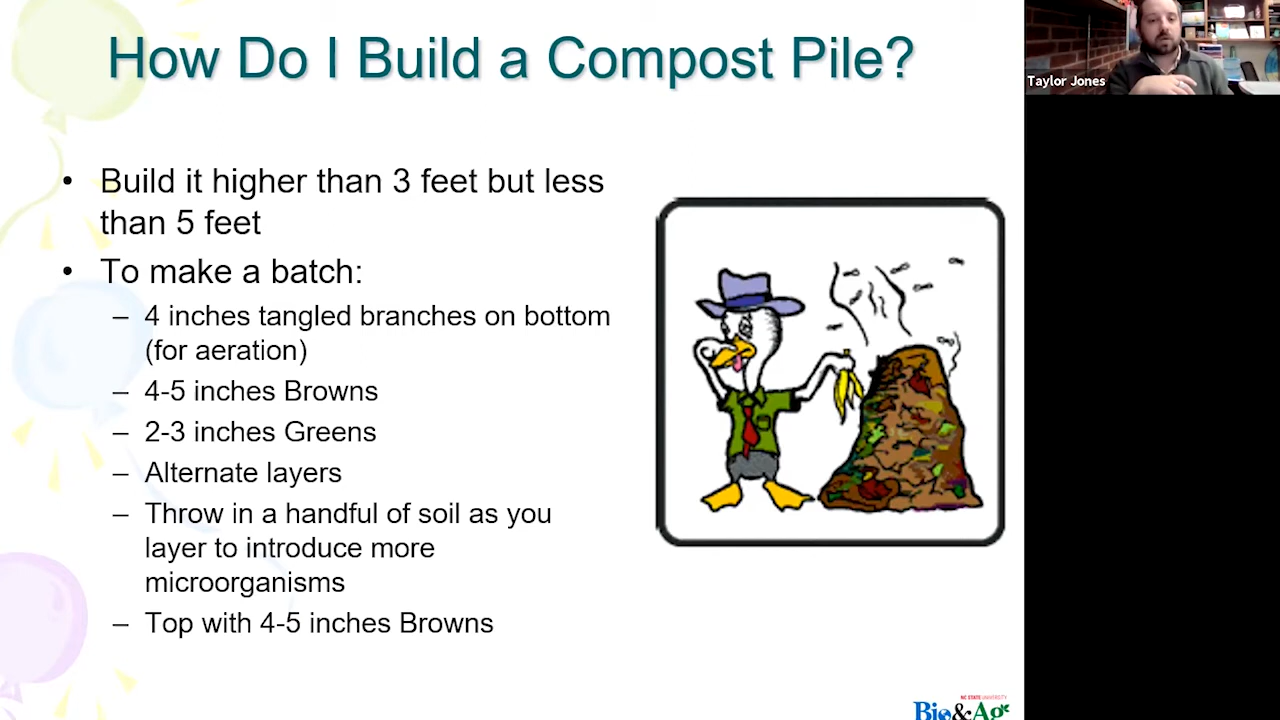 How Do I Build a Compost Pile?
Taylor Jones
• Build it higher than 3 feet but less
than 5 feet
• To make a batch:
– 4 inches tangled branches on bottom
(for aeration)
– 4-5 inches Browns
– 2-3 inches Greens
– Alternate layers
– Throw in a handful of soil as you
layer to introduce more
microorganisms
– Top with 4-5 inches Browns
NC STATE UNIVERSITY
Bio&Ag